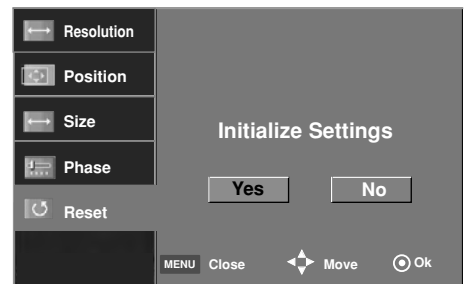 Resolution
Position
Size
Phase
Reset
Initialize Settings
Yes No
MENU Close Move Ok